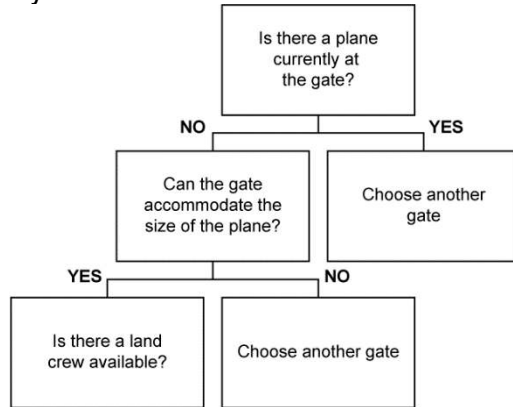 Is there a plane
currently at
the gate?
NO
YES
Can the gate
accommodate the
size of the plane?
Choose another
gate
YES
NO
Is there a land
crew available?
Choose another gate